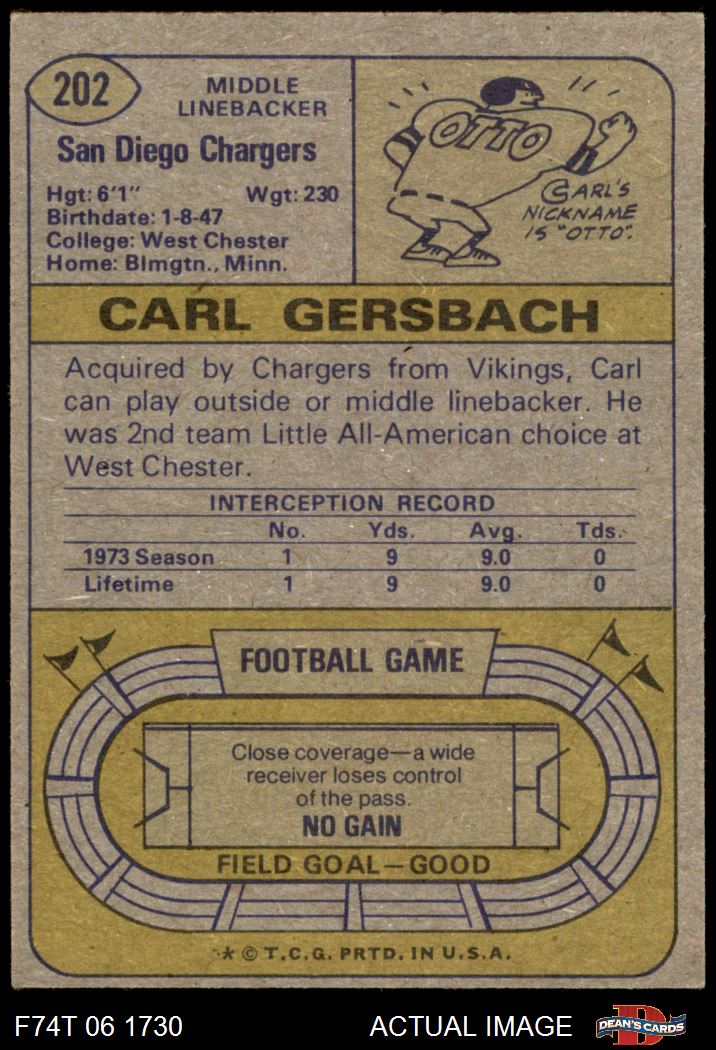 202
MIDDLE
LINEBACKER
San Diego Chargers
Hgt: 6'1" Wgt: 230
Birthdate: 1-8-47
College: West Chester
Home: Blmgtn., Minn.
OTTO
CARL'S
NICKNAME
IS "OTTO".
CARL GERSBACH
Acquired by Chargers from Vikings, Carl
can play outside or middle linebacker. He
was 2nd team Little All-American choice at
West Chester.
INTERCEPTION RECORD
No. Yds. Avg. Tds.
1973 Season 1 9 9.0 0
Lifetime 1 9 9.0 0
FOOTBALL GAME
Close coverage—a wide
receiver loses control
of the pass.
NO GAIN
FIELD GOAL—GOOD
* © T.C.G. PRTD. IN U.S.A.
F74T 06 1730 ACTUAL IMAGE
D
DEAN'S CARDS